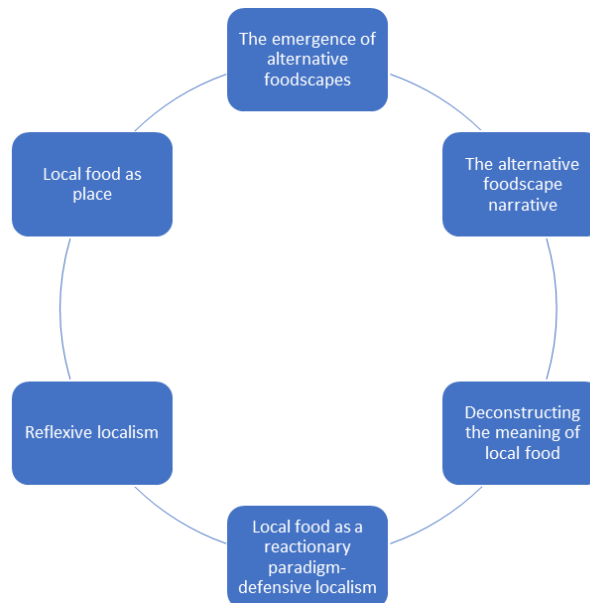 The emergence of
alternative
foodscapes
The alternative
foodscape
narrative
Deconstructing
the meaning of
local food
Local food as a
reactionary
paradigm-
defensive localism
Reflexive localism
Local food as
place